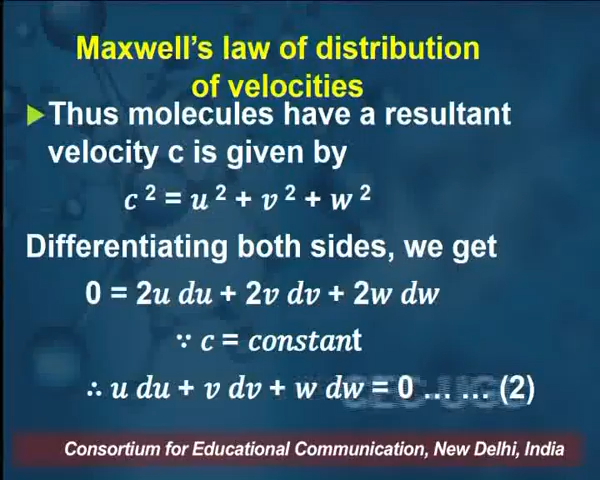 Maxwell's law of distribution
of velocities
Thus molecules have a resultant
velocity c is given by
c² = u² + v² + w²
Differentiating both sides, we get
0 = 2u du + 2v dv + 2w dw
∵ c = constant
∴ u du + v dv + w dw = 0 … … (2)
CEC-UGC
Consortium for Educational Communication, New Delhi, India